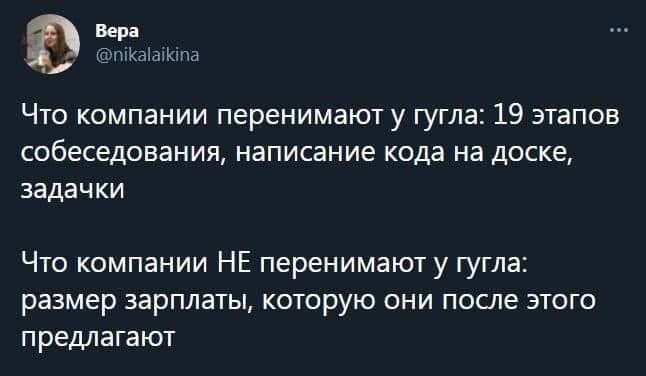 Вера
@nikalaikina
Что компании перенимают у гугла: 19 этапов
собеседования, написание кода на доске,
задачки
Что компании НЕ перенимают у гугла:
размер зарплаты, которую они после этого
предлагают